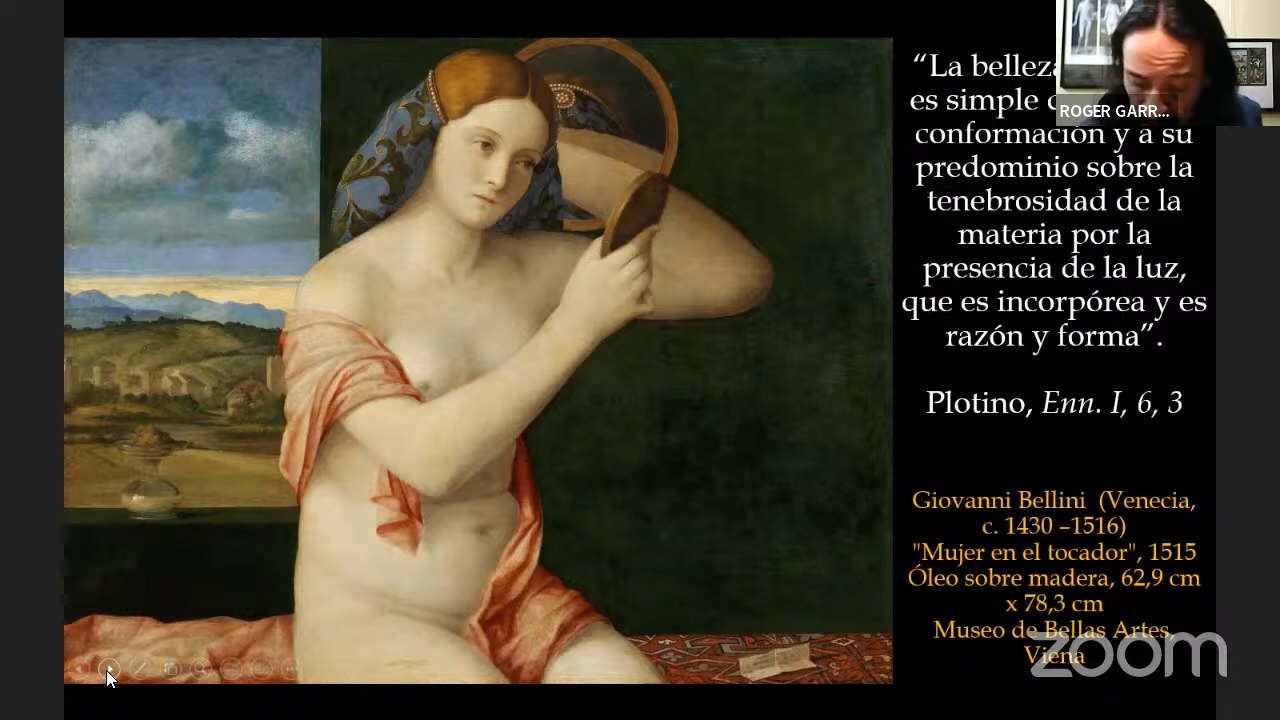 “La belleza
es simple
conformación y a su
predominio sobre la
tenebrosidad de la
materia por la
presencia de la luz,
que es incorpórea y es
razón y forma”.
Plotino, Enn. I, 6, 3
Giovanni Bellini (Venecia,
c. 1430 –1516)
"Mujer en el tocador", 1515
Óleo sobre madera, 62,9 cm
x 78,3 cm
Museo de Bellas Artes,
Viena
ROGER GARR...
zoom